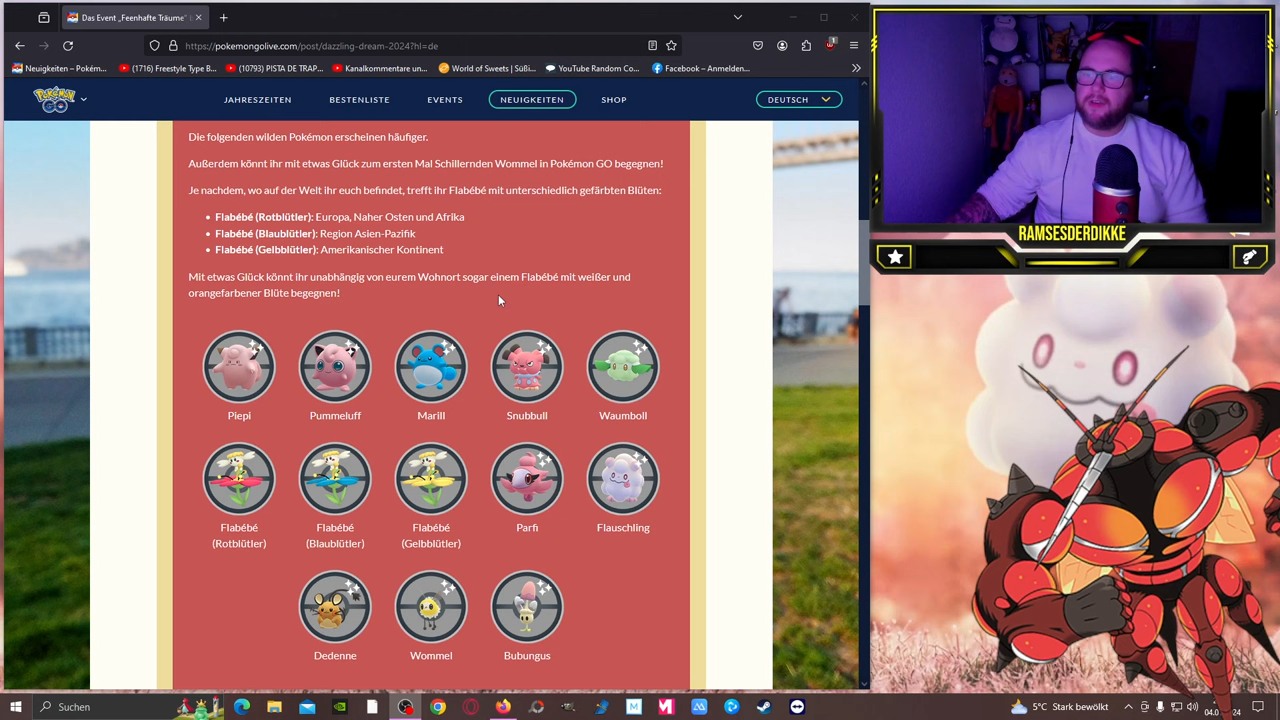 Das Event „Feenhafte Träume“ b
https://pokemongolive.com/post/dazzling-dream-2024?hl=de
1
Neuigkeiten – Pokém…
(1716) Freestyle Type B…
(10793) PISTA DE TRAP…
Kanalkommentare un…
World of Sweets | Süßi…
YouTube Random Co…
Facebook – Anmelden…
Pokémon GO
JAHRESZEITEN
BESTENLISTE
EVENTS
NEUIGKEITEN
SHOP
DEUTSCH
Die folgenden wilden Pokémon erscheinen häufiger.
Außerdem könnt ihr mit etwas Glück zum ersten Mal Schillernden Wommel in Pokémon GO begegnen!
Je nachdem, wo auf der Welt ihr euch befindet, trefft ihr Flabébé mit unterschiedlich gefärbten Blüten:
Flabébé (Rotblütler): Europa, Naher Osten und Afrika
Flabébé (Blaublütler): Region Asien-Pazifik
Flabébé (Gelbblütler): Amerikanischer Kontinent
Mit etwas Glück könnt ihr unabhängig von eurem Wohnort sogar einem Flabébé mit weißer und
orangefarbener Blüte begegnen!
Piepi
Pummeluff
Marill
Snubbull
Waumboll
Flabébé
(Rotblütler)
Flabébé
(Blaublütler)
Flabébé
(Gelbblütler)
Parfi
Flauschling
Dedenne
Wommel
Bubungus
RAMSESDERDIKKE
Suchen
5°C Stark bewölkt